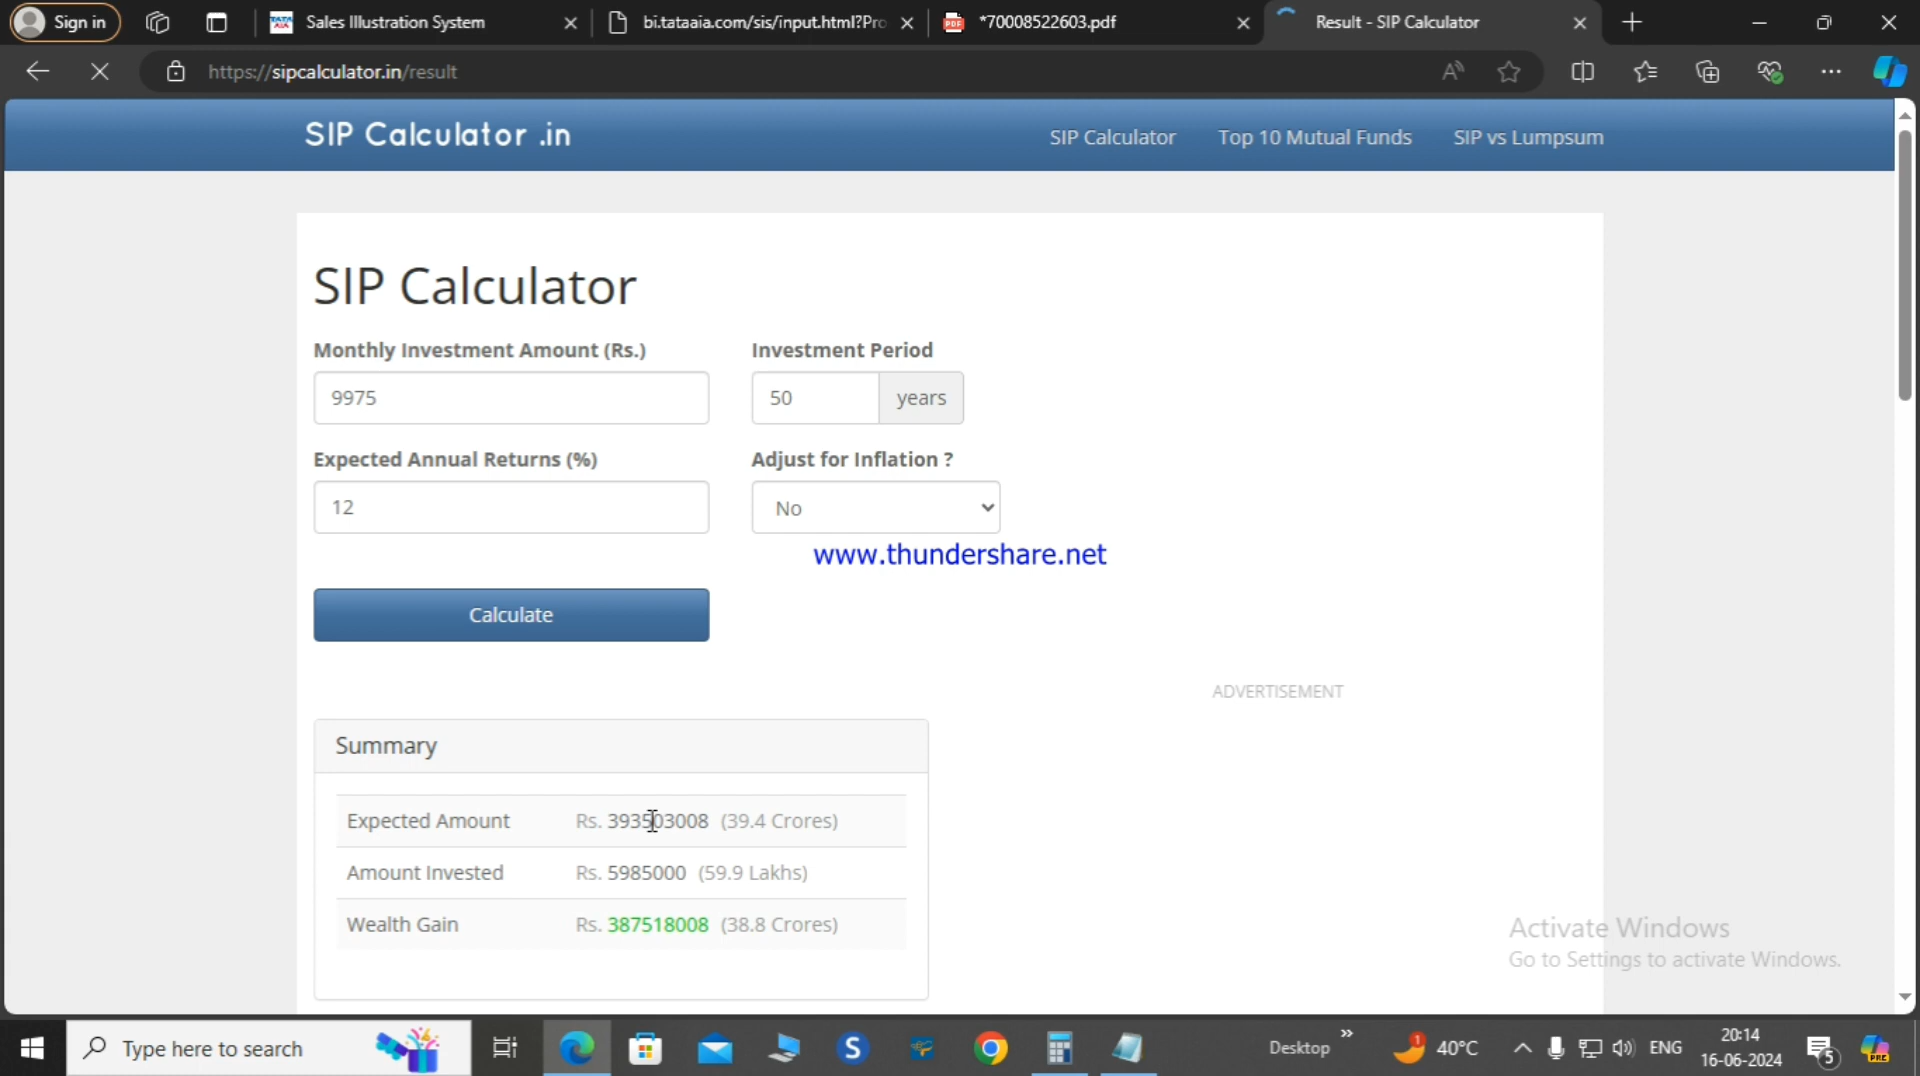 Sign in
Sales Illustration System
bi.tataaia.com/sis/input.html?Pro
*70008522603.pdf
Result - SIP Calculator
https://sipcalculator.in/result
SIP Calculator .in
SIP Calculator
Top 10 Mutual Funds
SIP vs Lumpsum
SIP Calculator
Monthly Investment Amount (Rs.)
Investment Period
9975
50
years
Expected Annual Returns (%)
Adjust for Inflation ?
12
No
www.thundershare.net
Calculate
ADVERTISEMENT
Summary
Expected Amount Rs. 393503008 (39.4 Crores)
Amount Invested Rs. 5985000 (59.9 Lakhs)
Wealth Gain Rs. 387518008 (38.8 Crores)
Activate Windows
Go to Settings to activate Windows.
Type here to search
Desktop
40°C
ENG
20:14
16-06-2024
5